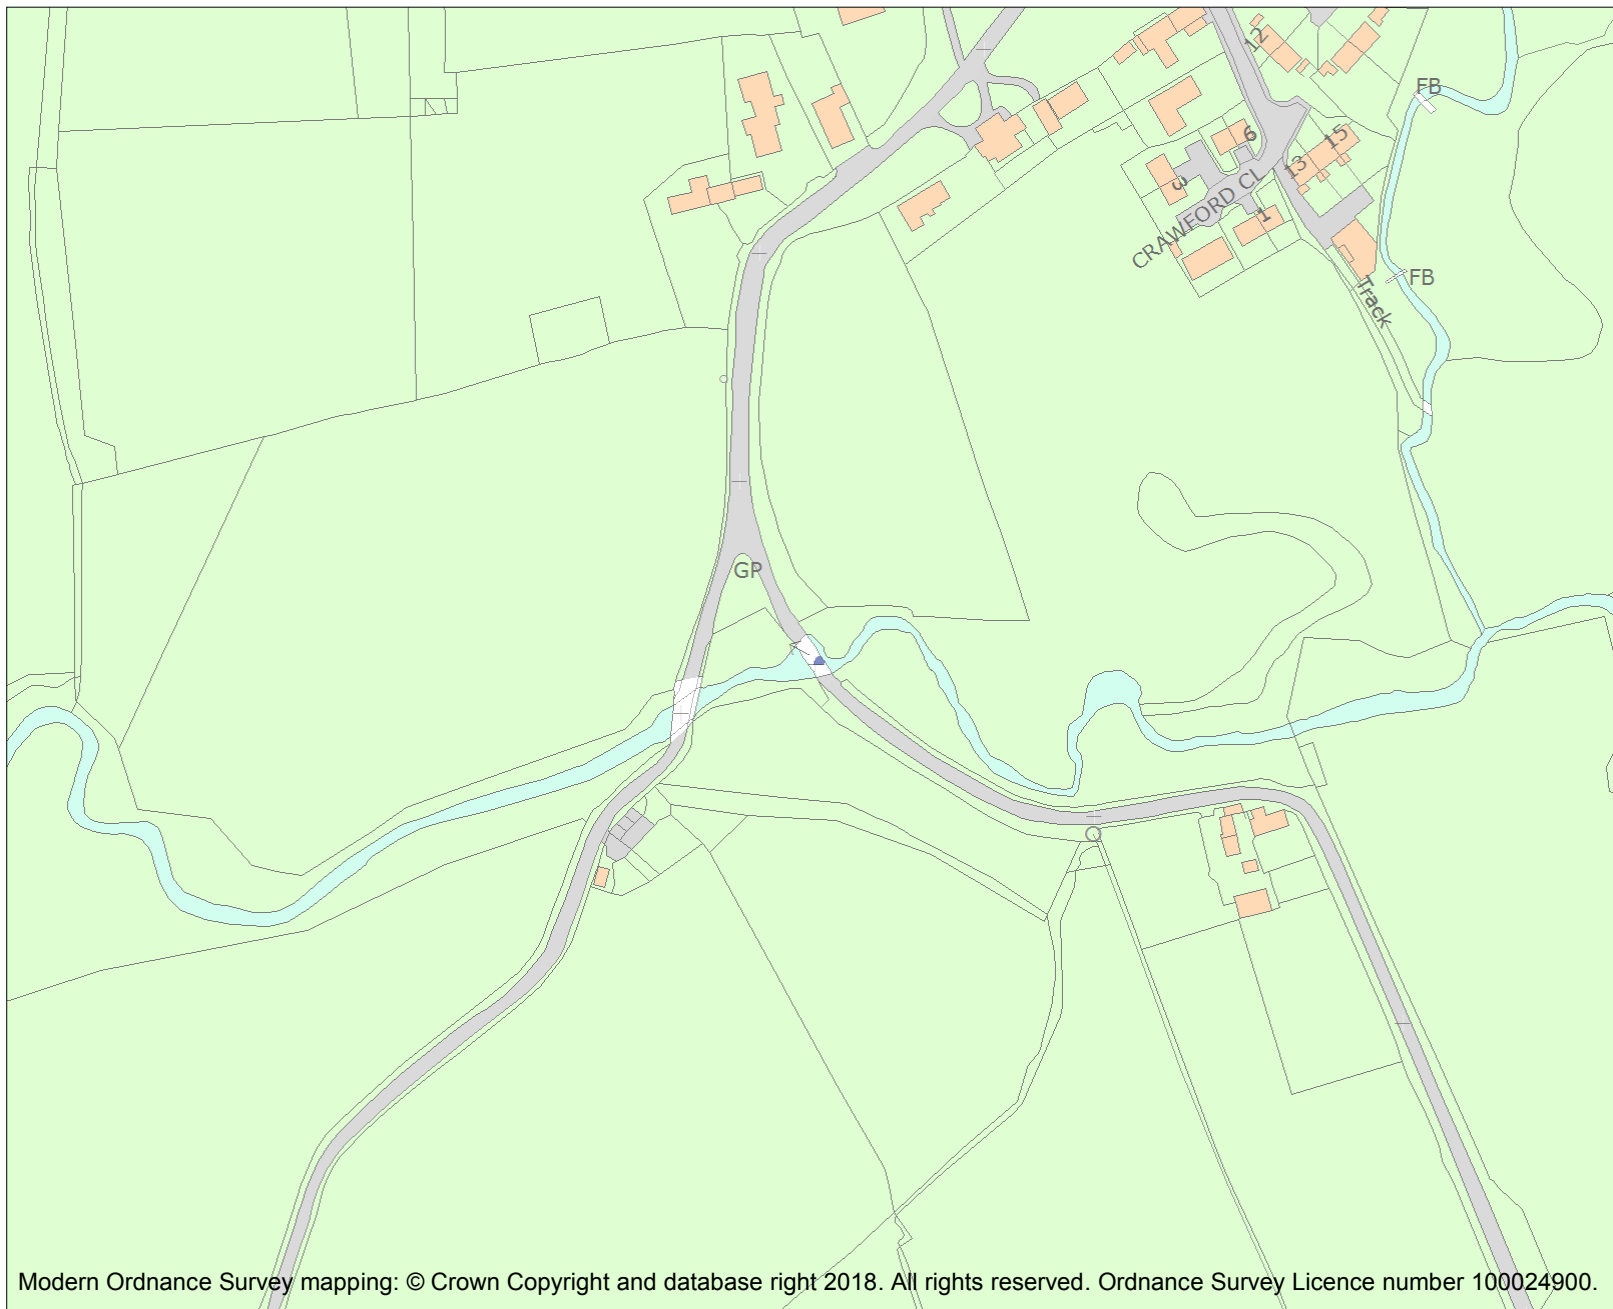 12
FB
6
15
13
3
CRAWFORD CL
1
FB
Track
GP
Modern Ordnance Survey mapping: © Crown Copyright and database right 2018. All rights reserved. Ordnance Survey Licence number 100024900.